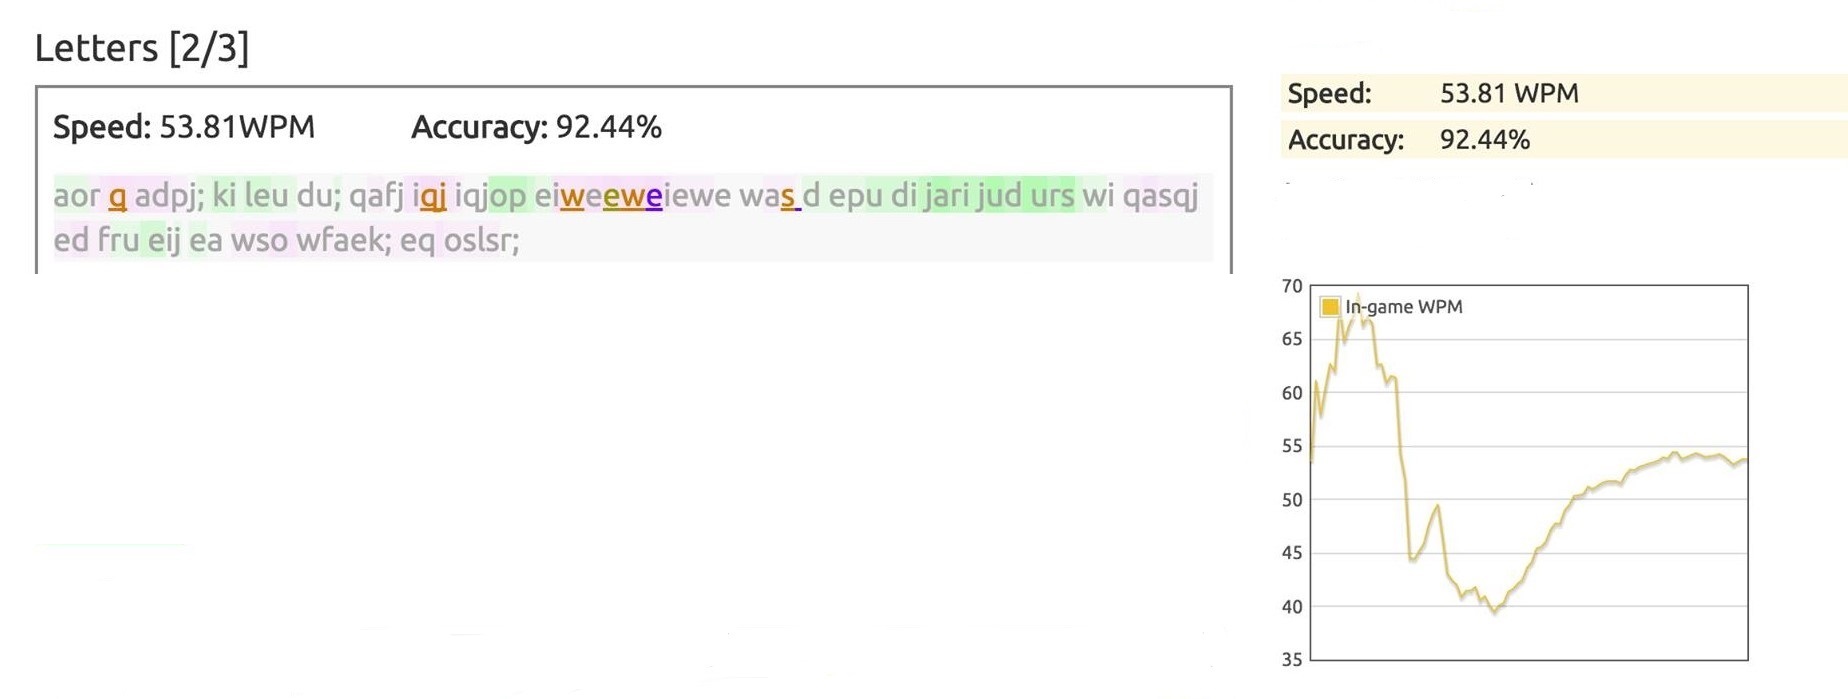 Letters [2/3]
Speed: 53.81WPM Accuracy: 92.44%
aor q adpj; ki leu du; qafj iqj iqjop eiweeweiewe was d epu di jari jud urs wi qasqj
ed fru eij ea wso wfaek; eq oslsr;
Speed: 53.81 WPM
Accuracy: 92.44%
In-game WPM
70
65
60
55
50
45
40
35